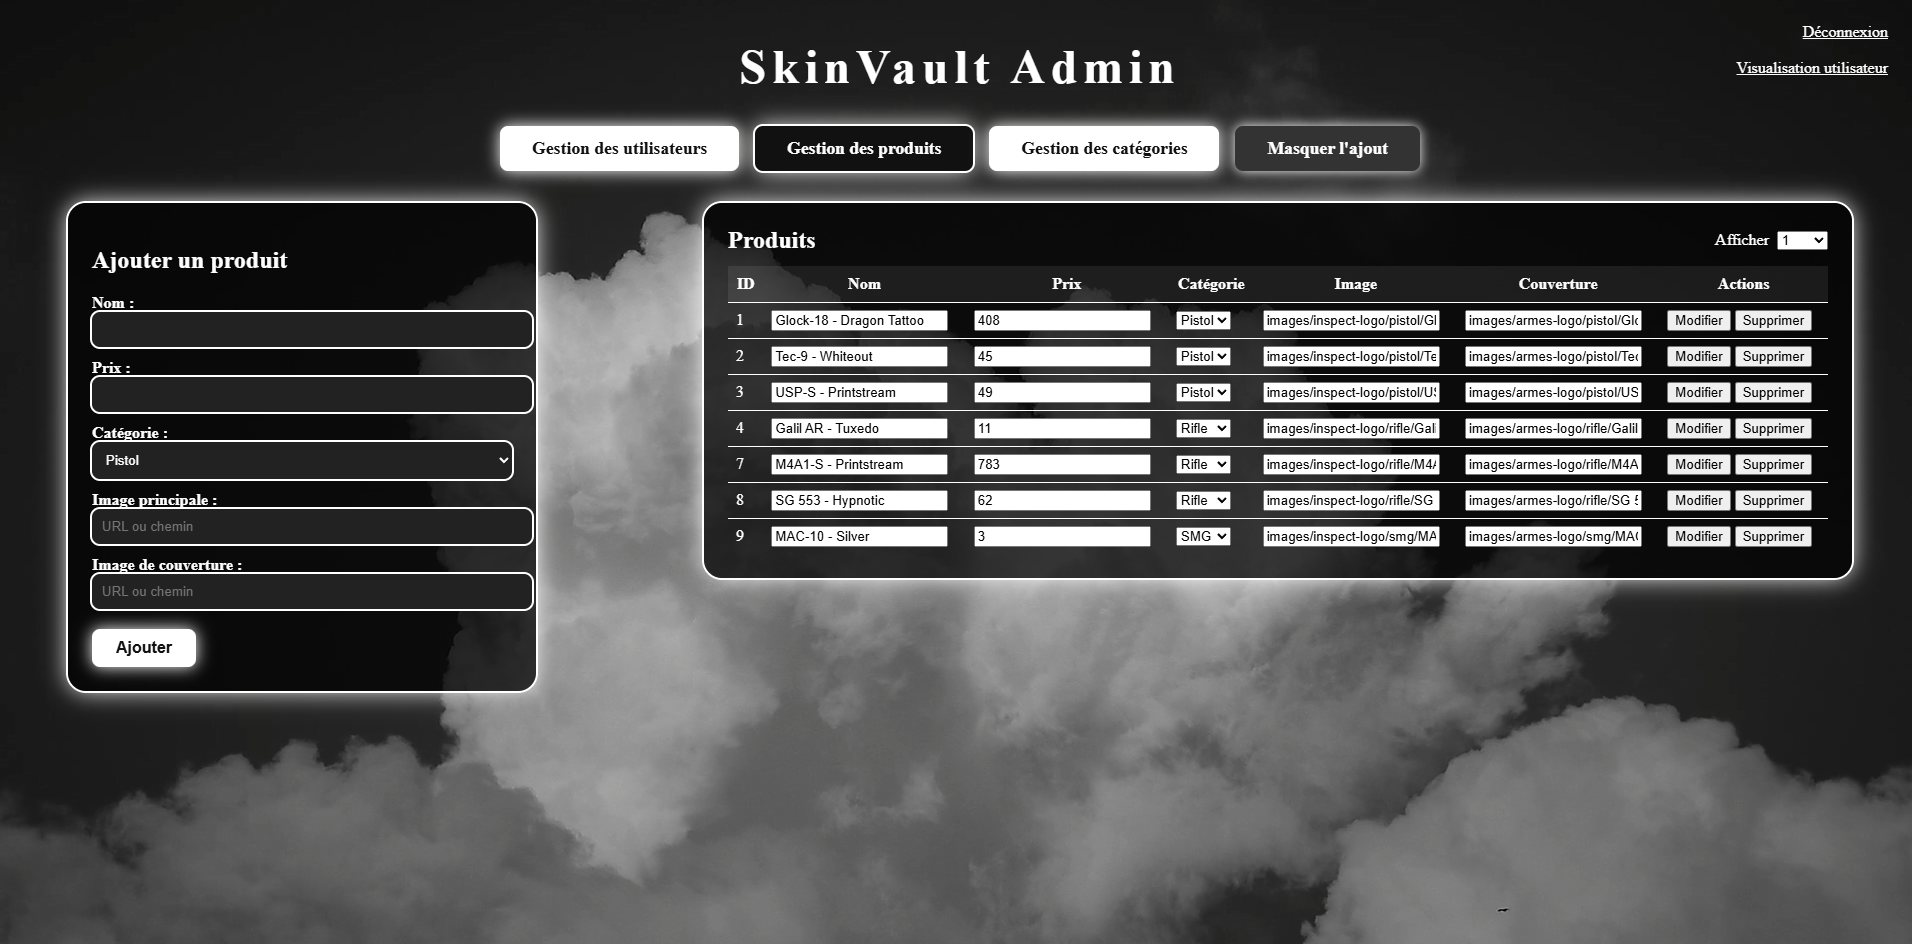 Déconnexion
SkinVault Admin
Visualisation utilisateur
Gestion des utilisateurs Gestion des produits Gestion des catégories Masquer l'ajout
Ajouter un produit
Nom :
Prix :
Catégorie :
Pistol
Image principale :
URL ou chemin
Image de couverture :
URL ou chemin
Ajouter
Produits Afficher 1
ID Nom Prix Catégorie Image Couverture Actions
1 Glock-18 - Dragon Tattoo 408 Pistol images/inspect-logo/pistol/Gl images/armes-logo/pistol/Glo Modifier Supprimer
2 Tec-9 - Whiteout 45 Pistol images/inspect-logo/pistol/Te images/armes-logo/pistol/Tec Modifier Supprimer
3 USP-S - Printstream 49 Pistol images/inspect-logo/pistol/US images/armes-logo/pistol/US Modifier Supprimer
4 Galil AR - Tuxedo 11 Rifle images/inspect-logo/rifle/Gali images/armes-logo/rifle/Galil Modifier Supprimer
7 M4A1-S - Printstream 783 Rifle images/inspect-logo/rifle/M4A images/armes-logo/rifle/M4A Modifier Supprimer
8 SG 553 - Hypnotic 62 Rifle images/inspect-logo/rifle/SG images/armes-logo/rifle/SG 5 Modifier Supprimer
9 MAC-10 - Silver 3 SMG images/inspect-logo/smg/MA images/armes-logo/smg/MAC Modifier Supprimer